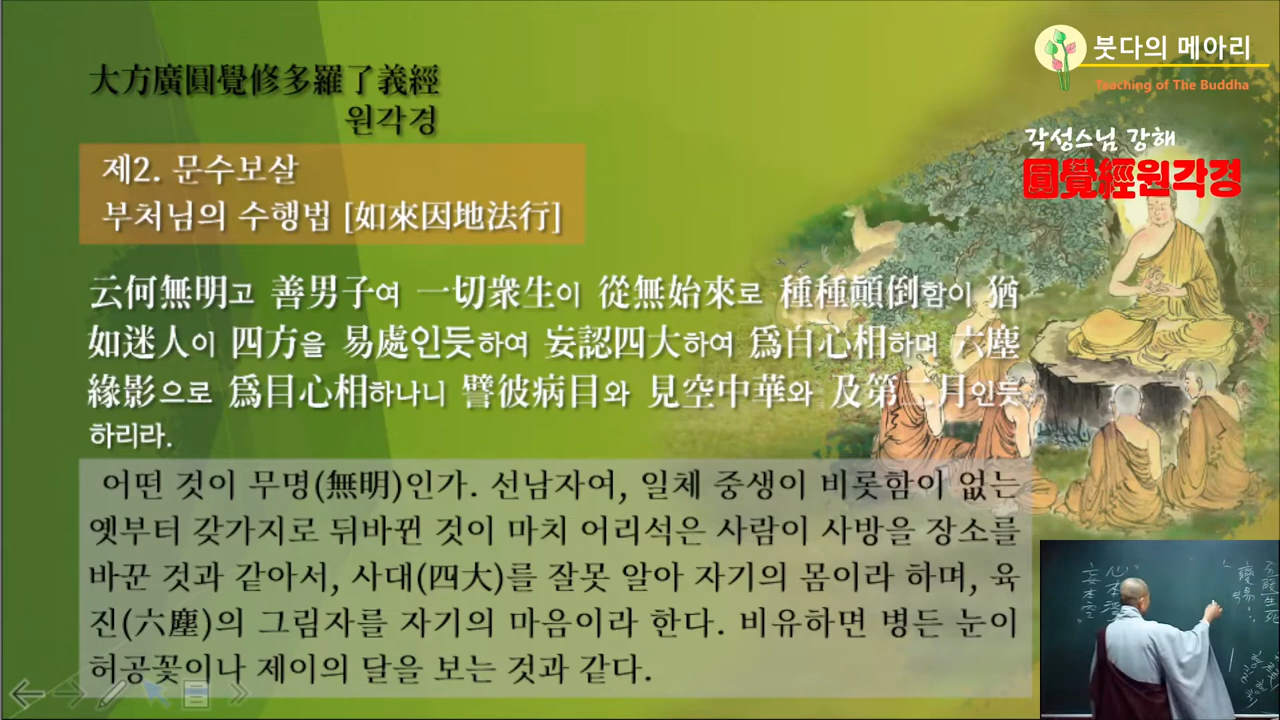 大方廣圓覺修多羅了義經
원각경
제2. 문수보살
부처님의 수행법 [如來因地法行]
云何無明고 善男子여 一切衆生이 從無始來로 種種顚倒함이 猶
如迷人이 四方을 易處인듯하여 妄認四大하여 爲自心相하며 六塵
緣影으로 爲目心相하나니 譬彼病目와 見空中華와 及第二月인듯
하리라.
어떤 것이 무명(無明)인가. 선남자여, 일체 중생이 비롯함이 없는
옛부터 갖가지로 뒤바뀐 것이 마치 어리석은 사람이 사방을 장소를
바꾼 것과 같아서, 사대(四大)를 잘못 알아 자기의 몸이라 하며, 육
진(六塵)의 그림자를 자기의 마음이라 한다. 비유하면 병든 눈이
허공꽃이나 제이의 달을 보는 것과 같다.
붓다의 메아리
Teaching of The Buddha
각성스님 강해
圓覺經원각경